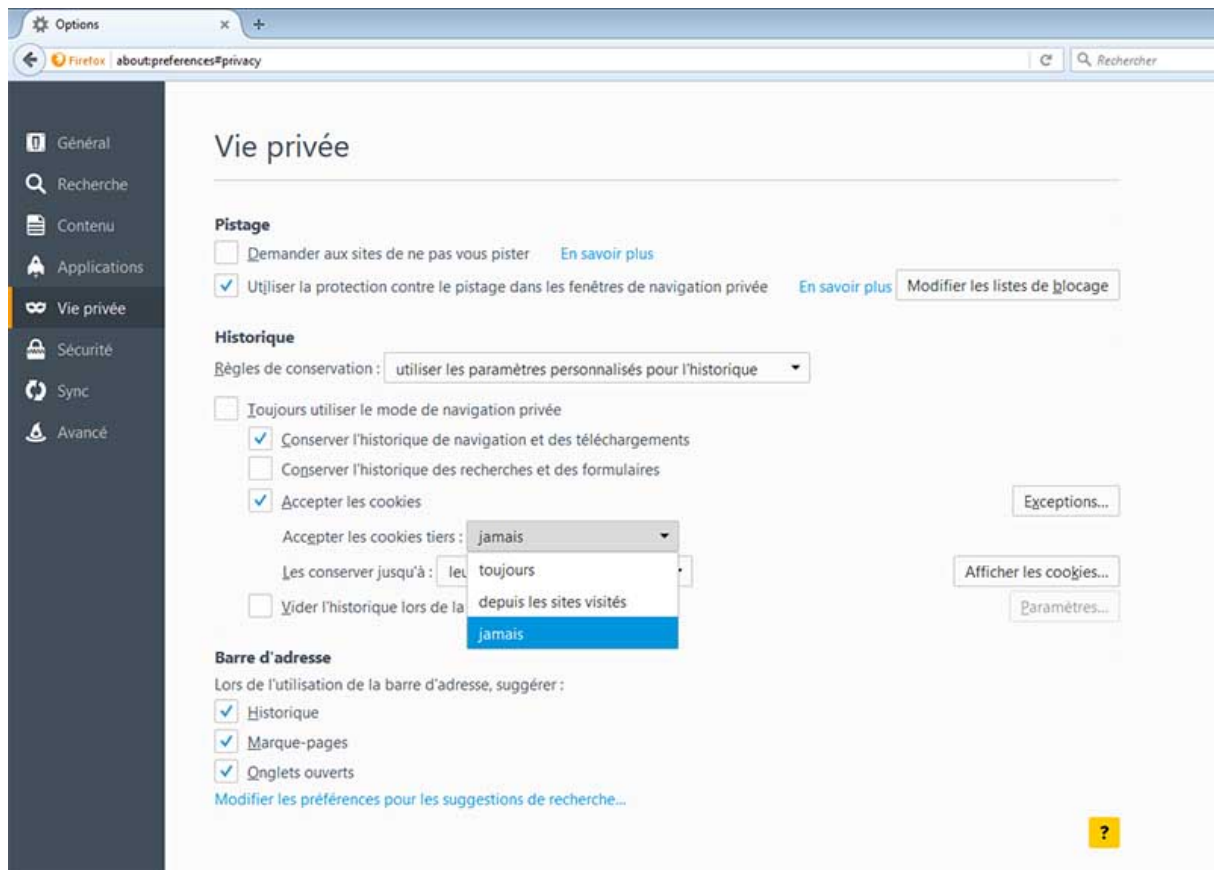 Options
Firefox about:preferences#privacy
Rechercher
Général
Recherche
Contenu
Applications
Vie privée
Sécurité
Sync
Avancé
Vie privée
Pistage
Demander aux sites de ne pas vous pister En savoir plus
Utiliser la protection contre le pistage dans les fenêtres de navigation privée En savoir plus Modifier les listes de blocage
Historique
Règles de conservation : utiliser les paramètres personnalisés pour l'historique
Toujours utiliser le mode de navigation privée
Conserver l'historique de navigation et des téléchargements
Conserver l'historique des recherches et des formulaires
Accepter les cookies Exceptions...
Accepter les cookies tiers : jamais
toujours
depuis les sites visités
jamais
Les conserver jusqu'à : Afficher les cookies...
Vider l'historique lors de la Paramètres...
Barre d'adresse
Lors de l'utilisation de la barre d'adresse, suggérer :
Historique
Marque-pages
Onglets ouverts
Modifier les préférences pour les suggestions de recherche...
?